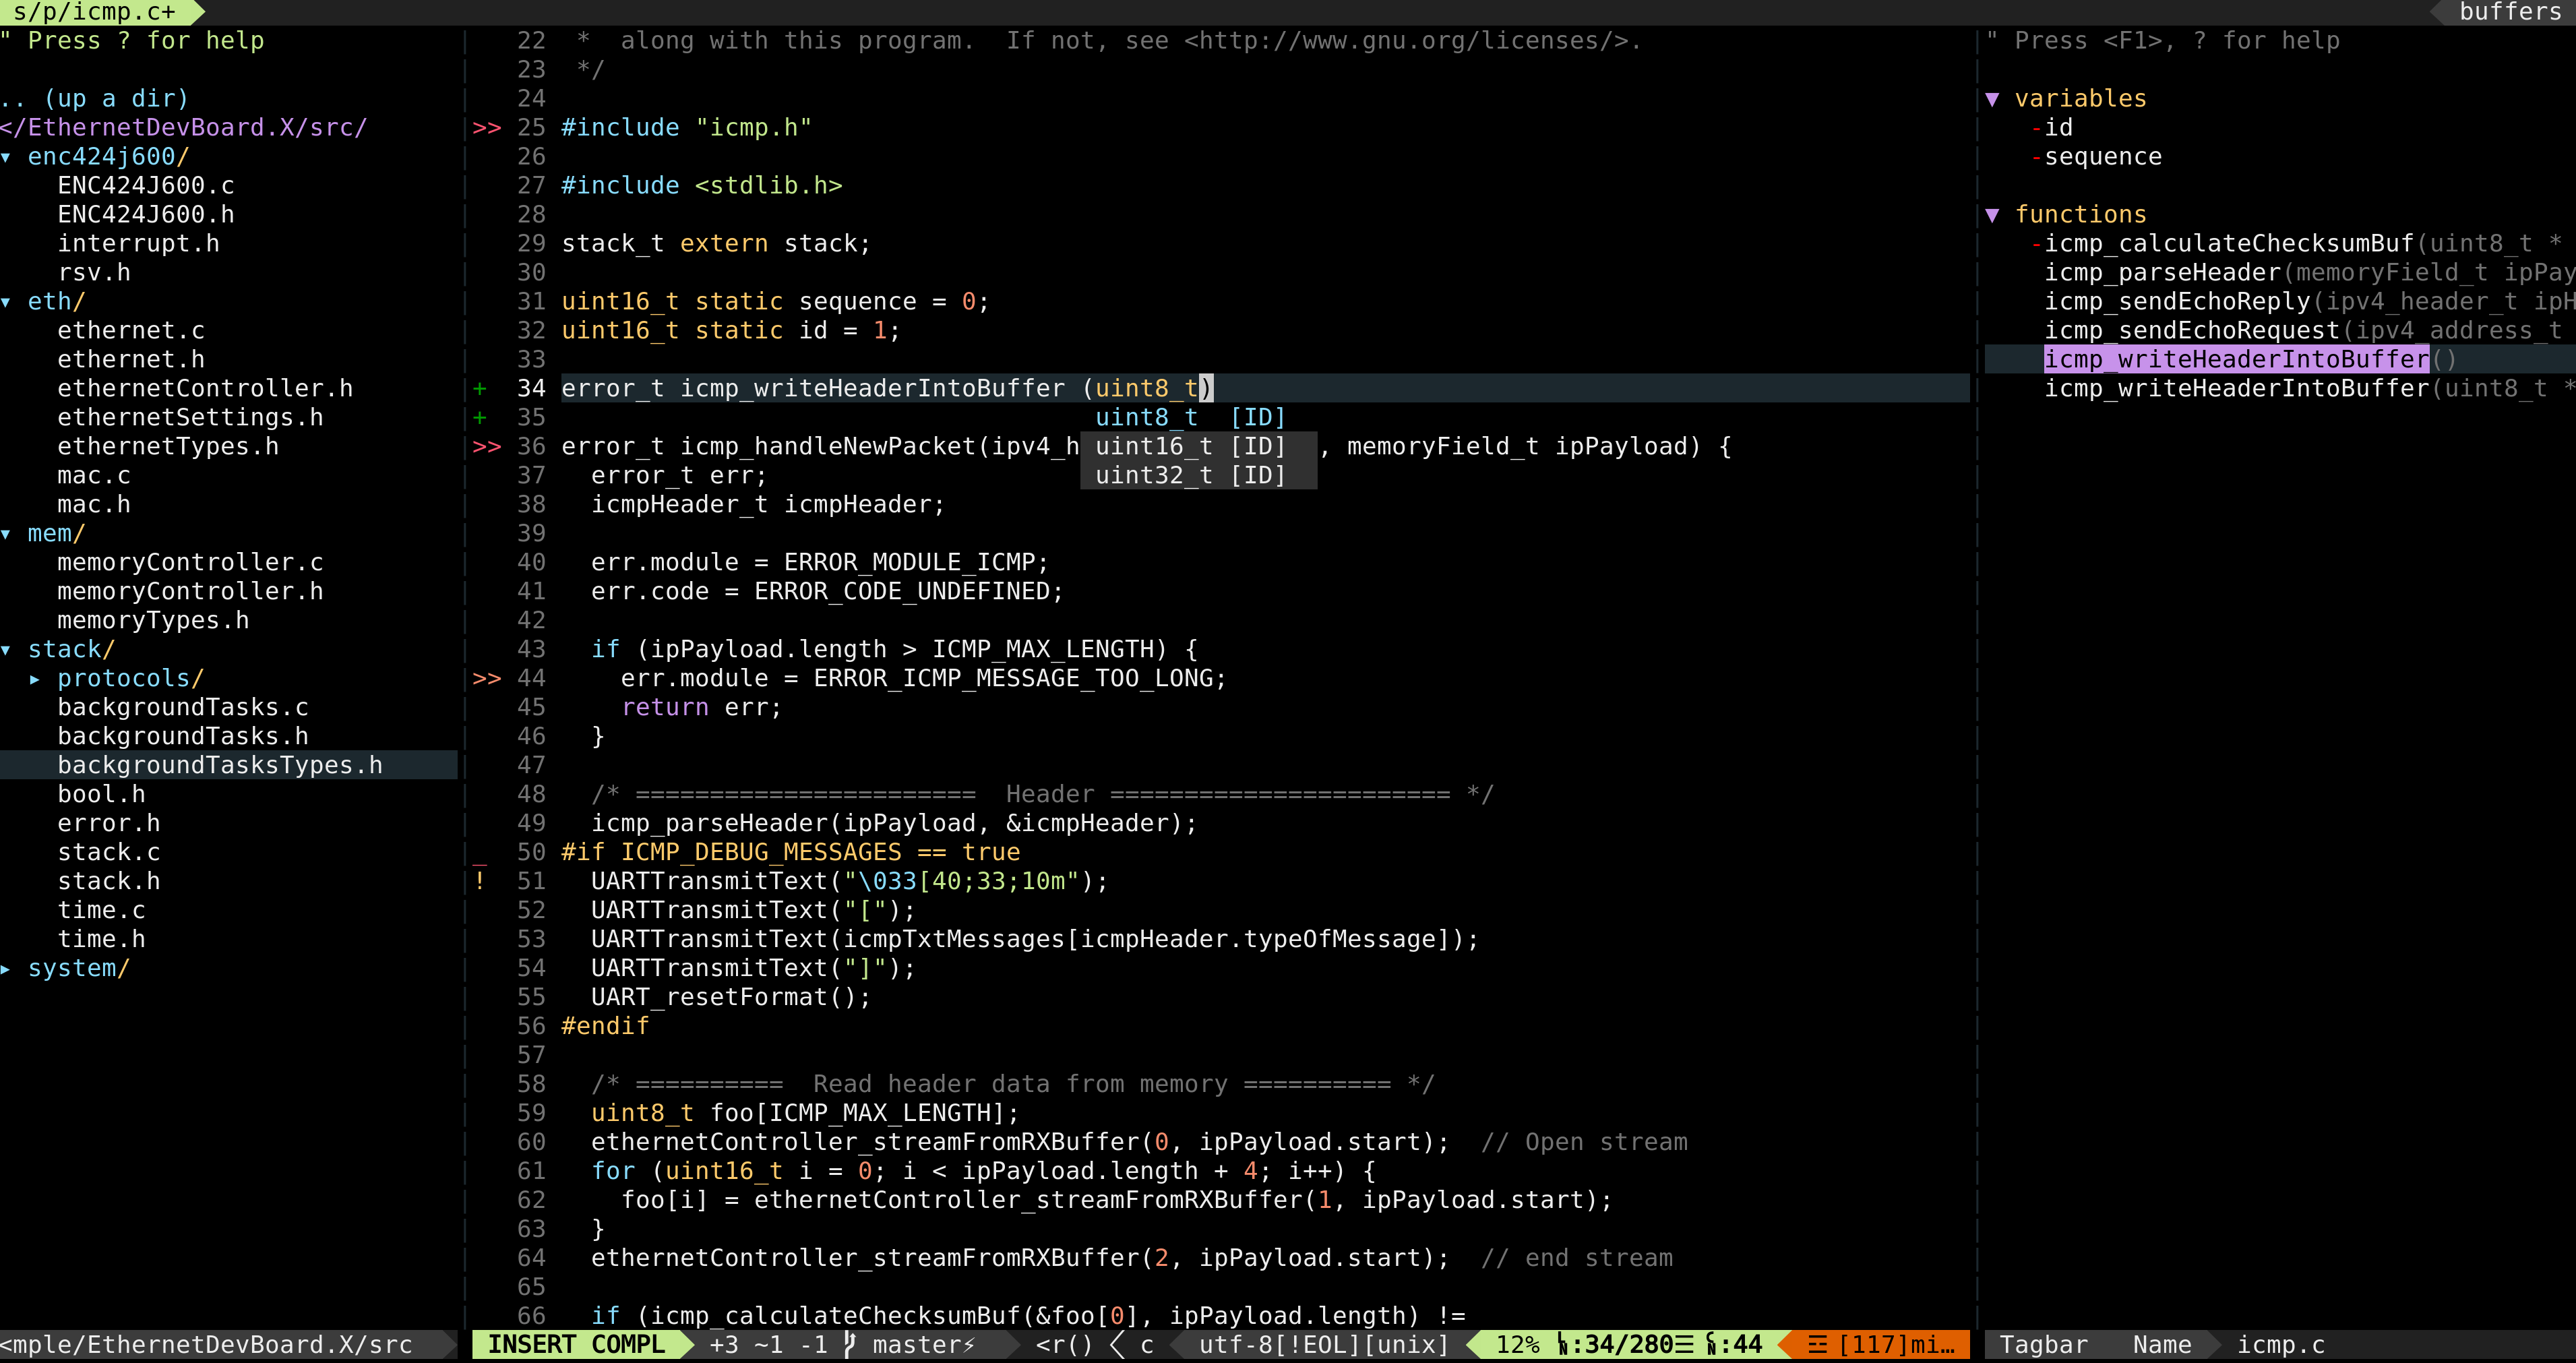 s/p/icmp.c+
buffers
" Press ? for help
.. (up a dir)
</EthernetDevBoard.X/src/
▾ enc424j600/
ENC424J600.c
ENC424J600.h
interrupt.h
rsv.h
▾ eth/
ethernet.c
ethernet.h
ethernetController.h
ethernetSettings.h
ethernetTypes.h
mac.c
mac.h
▾ mem/
memoryController.c
memoryController.h
memoryTypes.h
▾ stack/
▸ protocols/
backgroundTasks.c
backgroundTasks.h
backgroundTasksTypes.h
bool.h
error.h
stack.c
stack.h
time.c
time.h
▸ system/
<mple/EthernetDevBoard.X/src
22  *  along with this program.  If not, see <http://www.gnu.org/licenses/>.
23  */
24
>> 25 #include "icmp.h"
26
27 #include <stdlib.h>
28
29 stack_t extern stack;
30
31 uint16_t static sequence = 0;
32 uint16_t static id = 1;
33
+ 34 error_t icmp_writeHeaderIntoBuffer (uint8_t)
+ 35 uint8_t  [ID]
>> 36 error_t icmp_handleNewPacket(ipv4_h uint16_t [ID] , memoryField_t ipPayload) {
37   error_t err; uint32_t [ID]
38   icmpHeader_t icmpHeader;
39
40   err.module = ERROR_MODULE_ICMP;
41   err.code = ERROR_CODE_UNDEFINED;
42
43   if (ipPayload.length > ICMP_MAX_LENGTH) {
>> 44     err.module = ERROR_ICMP_MESSAGE_TOO_LONG;
45     return err;
46   }
47
48   /* =======================  Header ======================= */
49   icmp_parseHeader(ipPayload, &icmpHeader);
_ 50 #if ICMP_DEBUG_MESSAGES == true
! 51   UARTTransmitText("\033[40;33;10m");
52   UARTTransmitText("[");
53   UARTTransmitText(icmpTxtMessages[icmpHeader.typeOfMessage]);
54   UARTTransmitText("]");
55   UART_resetFormat();
56 #endif
57
58   /* ==========  Read header data from memory ========== */
59   uint8_t foo[ICMP_MAX_LENGTH];
60   ethernetController_streamFromRXBuffer(0, ipPayload.start);  // Open stream
61   for (uint16_t i = 0; i < ipPayload.length + 4; i++) {
62     foo[i] = ethernetController_streamFromRXBuffer(1, ipPayload.start);
63   }
64   ethernetController_streamFromRXBuffer(2, ipPayload.start);  // end stream
65
66   if (icmp_calculateChecksumBuf(&foo[0], ipPayload.length) !=
INSERT COMPL +3 ~1 -1 master⚡ <r() c utf-8[!EOL][unix] 12% :34/280☰ :44 ☲ [117]mi…
" Press <F1>, ? for help
▼ variables
-id
-sequence
▼ functions
-icmp_calculateChecksumBuf(uint8_t *
icmp_parseHeader(memoryField_t ipPay
icmp_sendEchoReply(ipv4_header_t ipH
icmp_sendEchoRequest(ipv4_address_t
icmp_writeHeaderIntoBuffer()
icmp_writeHeaderIntoBuffer(uint8_t *
Tagbar Name icmp.c